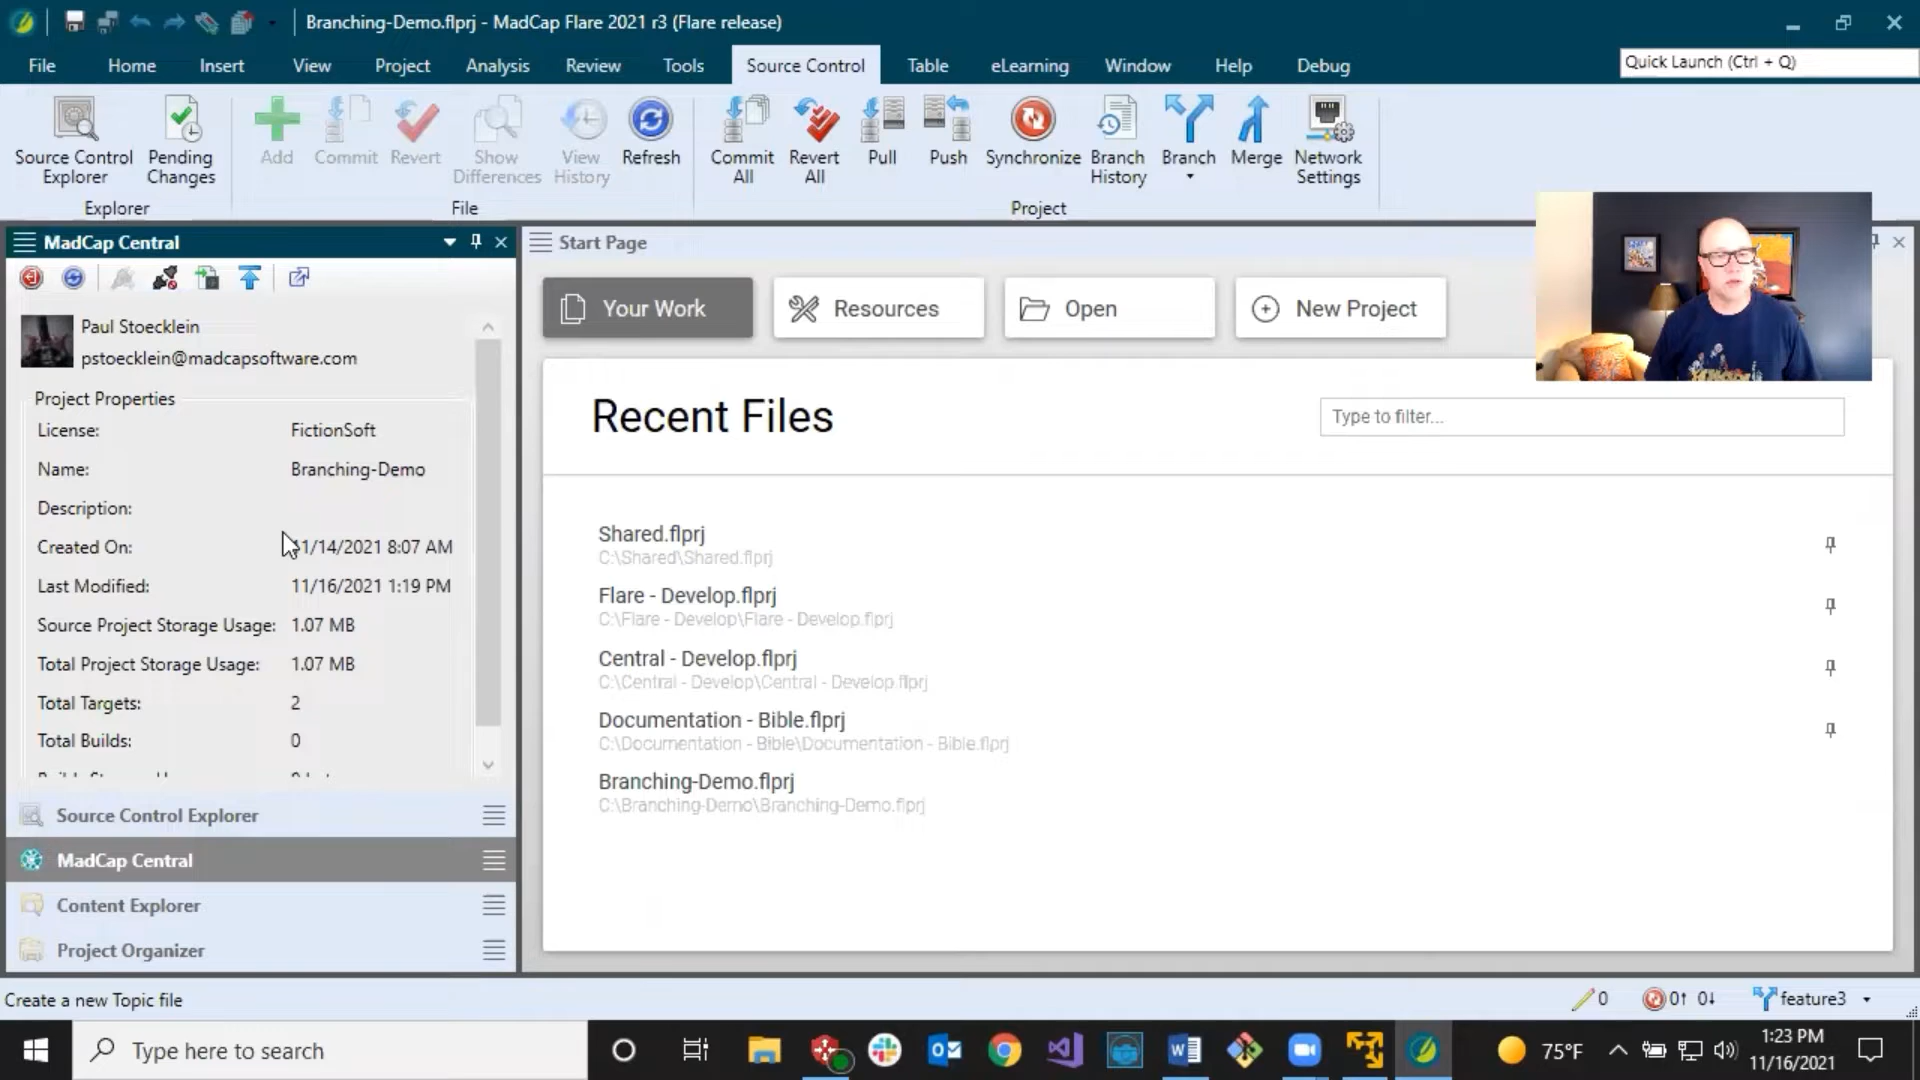 Branching-Demo.flprj - MadCap Flare 2021 r3 (Flare release)
File Home Insert View Project Analysis Review Tools Source Control Table eLearning Window Help Debug
Quick Launch (Ctrl + Q)
Source Control Explorer
Pending Changes
Add
Commit
Revert
Show Differences
View History
Refresh
Commit All
Revert All
Pull
Push
Synchronize
Branch History
Branch
Merge
Network Settings
Explorer
File
Project
MadCap Central
Start Page
Paul Stoecklein
pstoecklein@madcapsoftware.com
Project Properties
License: FictionSoft
Name: Branching-Demo
Description:
Created On: 11/14/2021 8:07 AM
Last Modified: 11/16/2021 1:19 PM
Source Project Storage Usage: 1.07 MB
Total Project Storage Usage: 1.07 MB
Total Targets: 2
Total Builds: 0
Source Control Explorer
MadCap Central
Content Explorer
Project Organizer
Your Work
Resources
Open
New Project
Recent Files
Type to filter...
Shared.flprj
C:\Shared\Shared.flprj
Flare - Develop.flprj
C:\Flare - Develop\Flare - Develop.flprj
Central - Develop.flprj
C:\Central - Develop\Central - Develop.flprj
Documentation - Bible.flprj
C:\Documentation - Bible\Documentation - Bible.flprj
Branching-Demo.flprj
C:\Branching-Demo\Branching-Demo.flprj
Create a new Topic file
0 0↑ 0↓ feature3
Type here to search
75°F
1:23 PM
11/16/2021